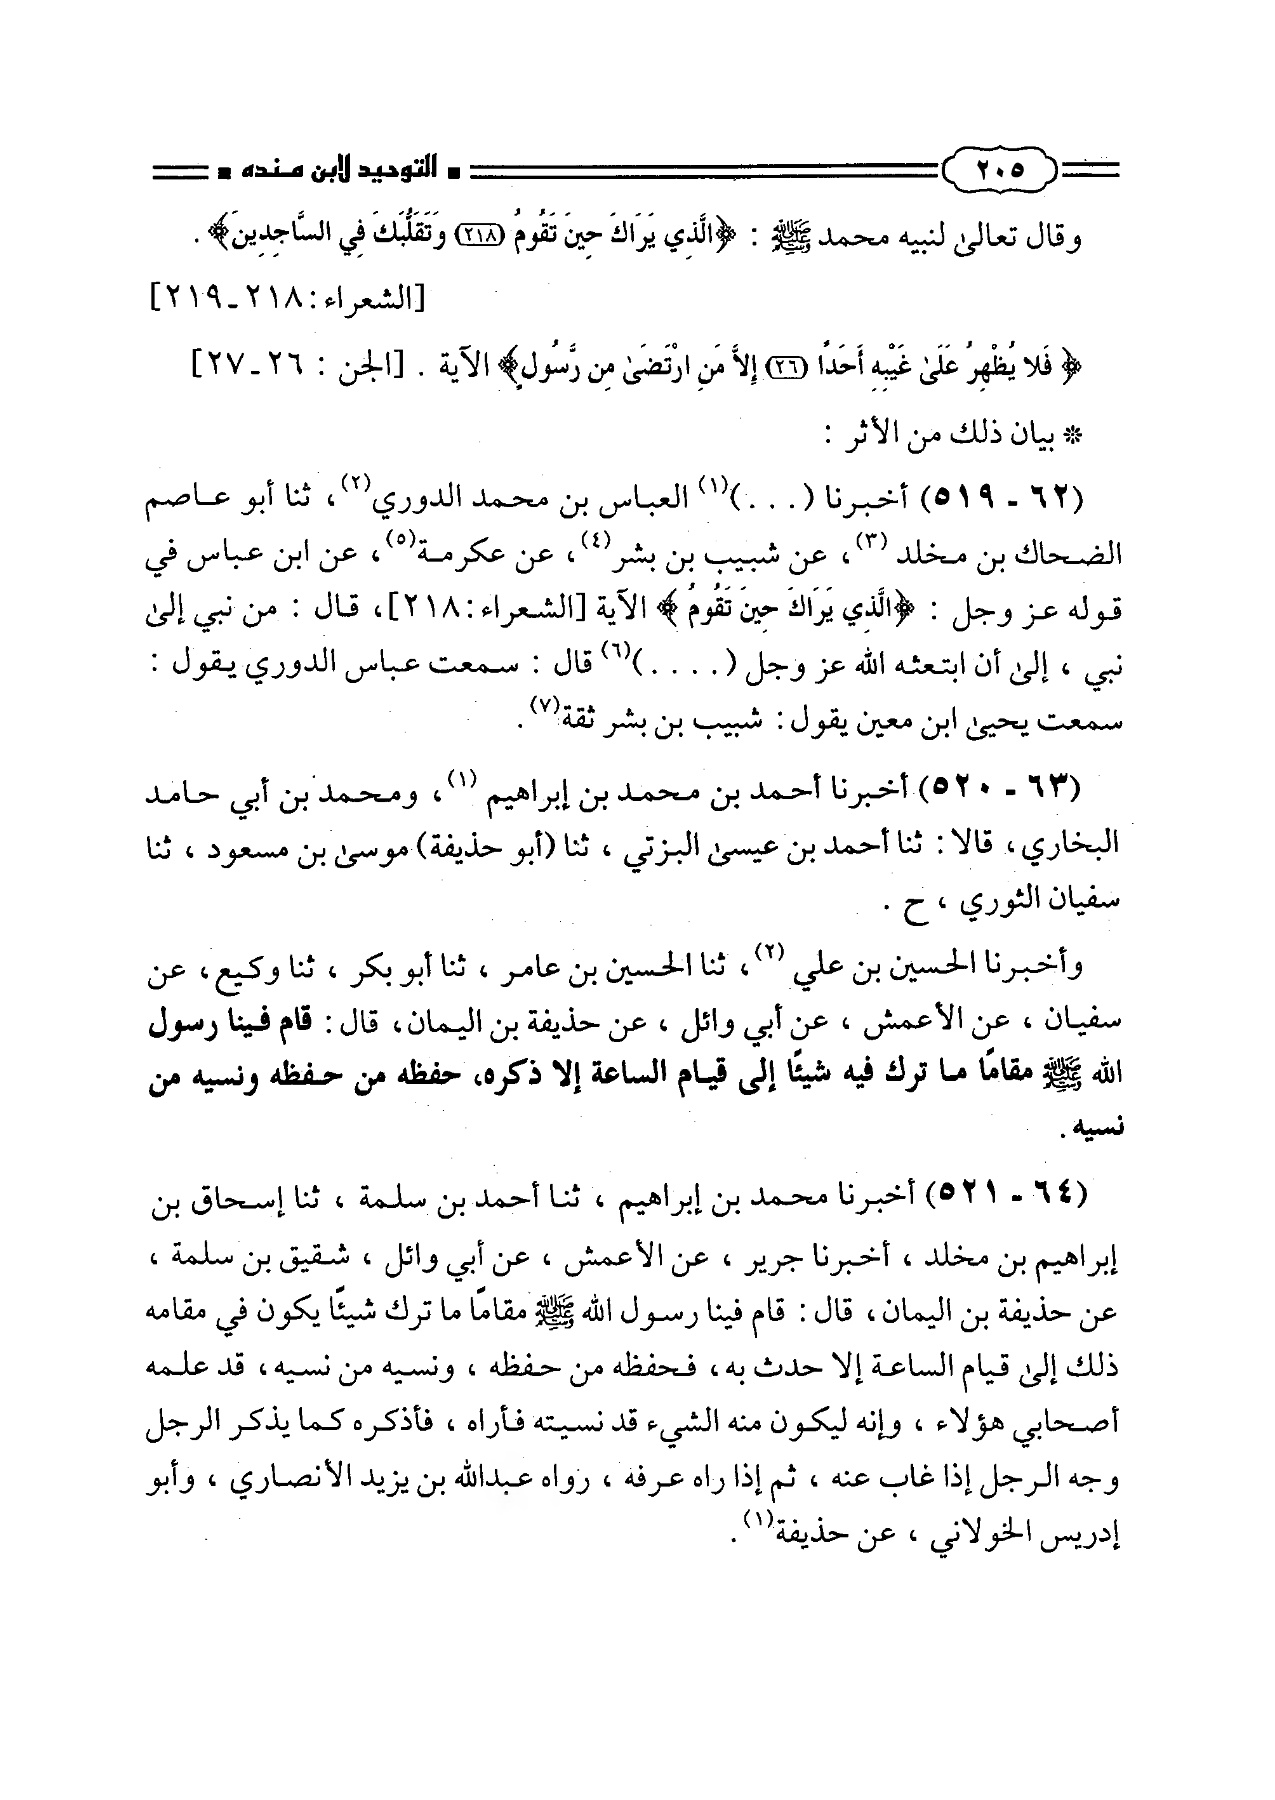 ٢٠٥ ■ التوحيد لابن منده ■
وقال تعالىٰ لنبيه محمد ﷺ : ﴿الَّذِي يَرَاكَ حِينَ تَقُومُ (٢١٨) وَتَقَلُّبَكَ فِي السَّاجِدِينَ﴾ .
[الشعراء: ٢١٨ـ٢١٩]
﴿ فَلا يُظْهِرُ عَلَىٰ غَيْبِهِ أَحَدًا (٢٦) إِلاَّ مَنِ ارْتَضَىٰ مِن رَّسُولٍ﴾ الآية . [الجن : ٢٦ـ٢٧]
* بيان ذلك من الأثر :
(٦٢ - ٥١٩) أخبرنا (. . .)(١) العباس بن محمد الدوري(٢)، ثنا أبو عاصم
الضحاك بن مخلد (٣)، عن شبيب بن بشر(٤)، عن عكرمة(٥)، عن ابن عباس في
قوله عز وجل : ﴿الَّذِي يَرَاكَ حِينَ تَقُومُ ﴾ الآية [الشعراء: ٢١٨]، قال : من نبي إلىٰ
نبي ، إلىٰ أن ابتعثه الله عز وجل (. . . .)(٦) قال : سمعت عباس الدوري يقول :
سمعت يحيىٰ ابن معين يقول: شبيب بن بشر ثقة(٧).
(٦٣ - ٥٢٠) أخبرنا أحمد بن محمد بن إبراهيم (١)، ومحمد بن أبي حامد
البخاري، قالا: ثنا أحمد بن عيسىٰ البزتي ، ثنا (أبو حذيفة) موسىٰ بن مسعود ، ثنا
سفيان الثوري ، ح .
وأخبرنا الحسين بن علي (٢)، ثنا الحسين بن عامر ، ثنا أبو بكر ، ثنا وكيع، عن
سفيان ، عن الأعمش ، عن أبي وائل ، عن حذيفة بن اليمان، قال: قام فينا رسول
الله ﷺ مقامًا ما ترك فيه شيئًا إلى قيام الساعة إلا ذكره، حفظه من حفظه ونسيه من
نسيه .
(٦٤ - ٥٢١) أخبرنا محمد بن إبراهيم ، ثنا أحمد بن سلمة ، ثنا إسحاق بن
إبراهيم بن مخلد ، أخبرنا جرير ، عن الأعمش ، عن أبي وائل ، شقيق بن سلمة ،
عن حذيفة بن اليمان، قال: قام فينا رسول الله ﷺ مقامًا ما ترك شيئًا يكون في مقامه
ذلك إلىٰ قيام الساعة إلا حدث به، فحفظه من حفظه ، ونسيه من نسيه، قد علمه
أصحابي هؤلاء ، وإنه ليكون منه الشيء قد نسيته فأراه ، فأذكره كما يذكر الرجل
وجه الرجل إذا غاب عنه ، ثم إذا راه عرفه ، رواه عبدالله بن يزيد الأنصاري ، وأبو
إدريس الخولاني ، عن حذيفة(١).